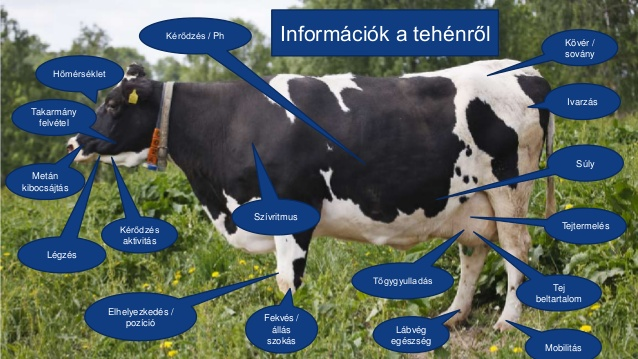 Információk a tehénről
Kérődzés / Ph
Kövér /
sovány
Hőmérséklet
Ivarzás
Takarmány
felvétel
Súly
Metán
kibocsájtás
Szívritmus
Tejtermelés
Kérődzés
aktivitás
Légzés
Tőgygyulladás
Tej
beltartalom
Elhelyezkedés /
pozíció
Fekvés /
állás
szokás
Lábvég
egészség
Mobilitás